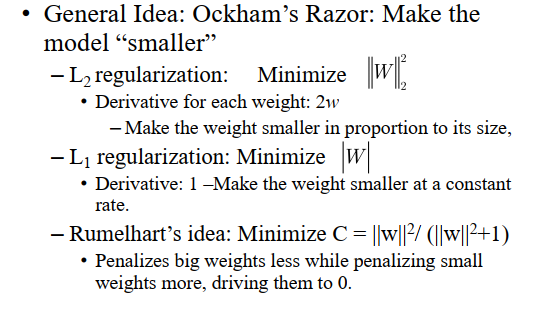 • General Idea: Ockham’s Razor: Make the
model “smaller”
– L₂ regularization: Minimize ‖W‖₂²
• Derivative for each weight: 2w
– Make the weight smaller in proportion to its size,
– L₁ regularization: Minimize |W|
• Derivative: 1 –Make the weight smaller at a constant
rate.
– Rumelhart’s idea: Minimize C = ||w||²/ (||w||²+1)
• Penalizes big weights less while penalizing small
weights more, driving them to 0.